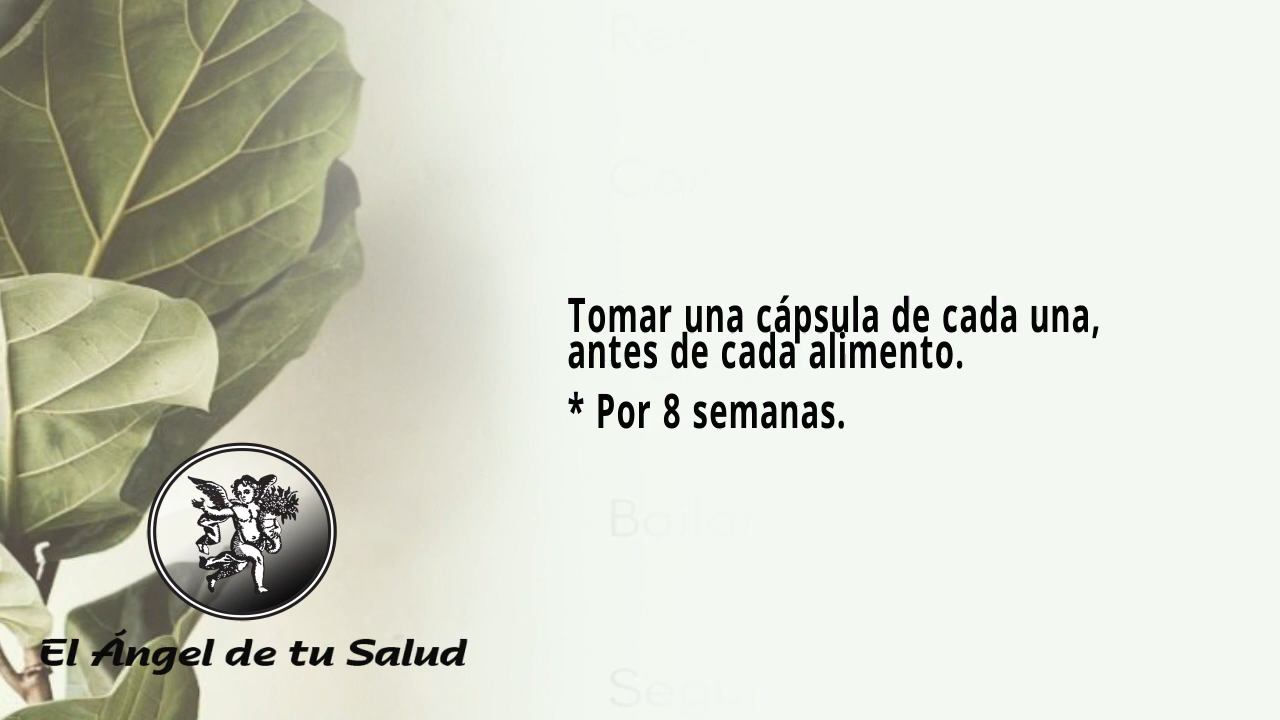 Tomar una cápsula de cada una,
antes de cada alimento.
* Por 8 semanas.
El Ángel de tu Salud